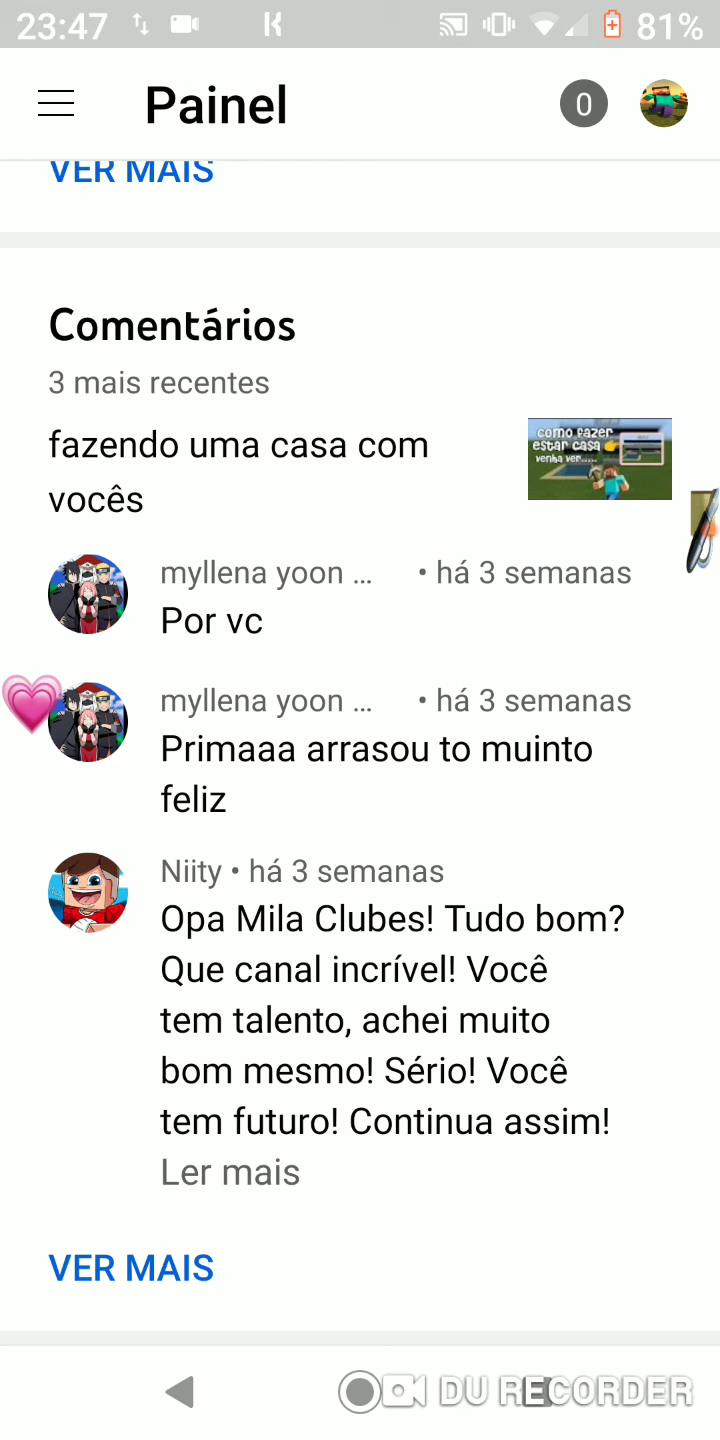 23:47
81%
Painel
0
VER MAIS
Comentários
3 mais recentes
fazendo uma casa com
vocês
como fazer
estar casa
venha ver.....
myllena yoon ... • há 3 semanas
Por vc
myllena yoon ... • há 3 semanas
Primaaa arrasou to muinto
feliz
Niity • há 3 semanas
Opa Mila Clubes! Tudo bom?
Que canal incrível! Você
tem talento, achei muito
bom mesmo! Sério! Você
tem futuro! Continua assim!
Ler mais
VER MAIS
DU RECORDER